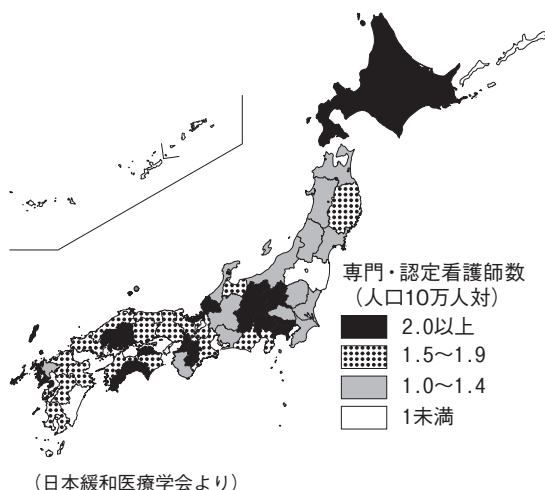 専門・認定看護師数
(人口10万人対)
2.0以上
1.5～1.9
1.0～1.4
1未満
(日本緩和医療学会より)